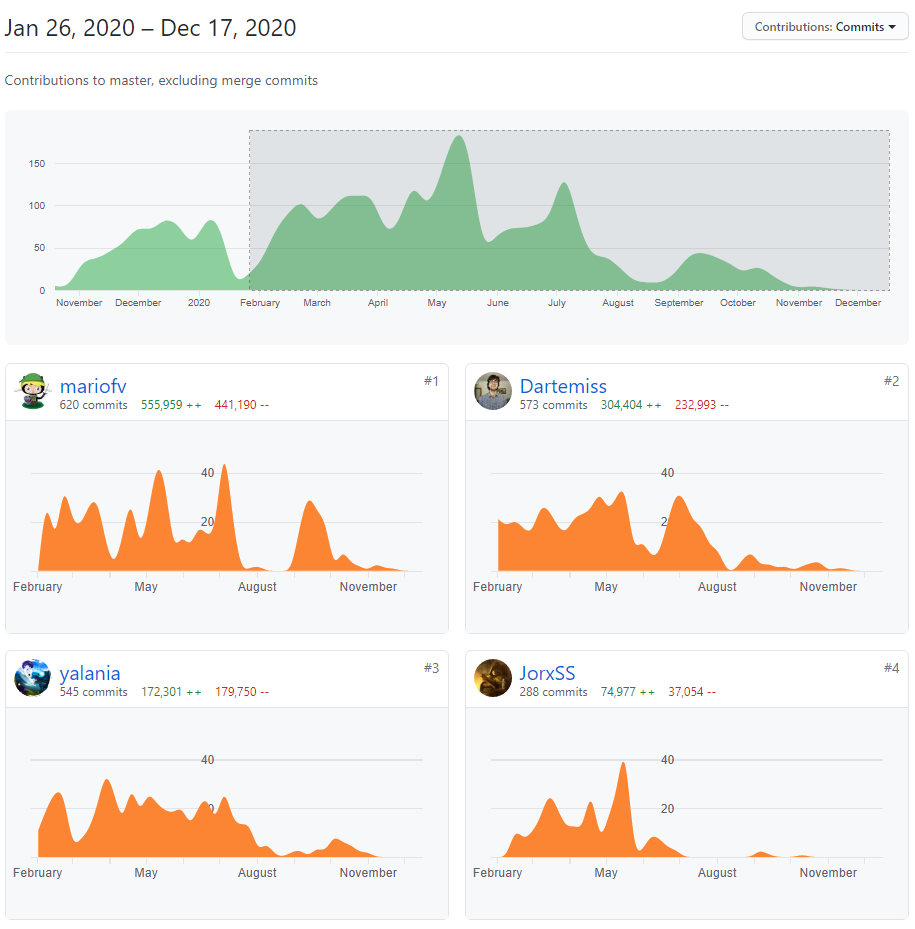 Jan 26, 2020 – Dec 17, 2020
Contributions: Commits
Contributions to master, excluding merge commits
150
100
50
0
November December 2020 February March April May June July August September October November December
mariofv
#1
620 commits 555,959 ++ 441,190 --
40
20
February May August November
Dartemiss
#2
573 commits 304,404 ++ 232,993 --
40
2
February May August November
yalania
#3
545 commits 172,301 ++ 179,750 --
40
0
February May August November
JorxSS
#4
288 commits 74,977 ++ 37,054 --
40
20
February May August November